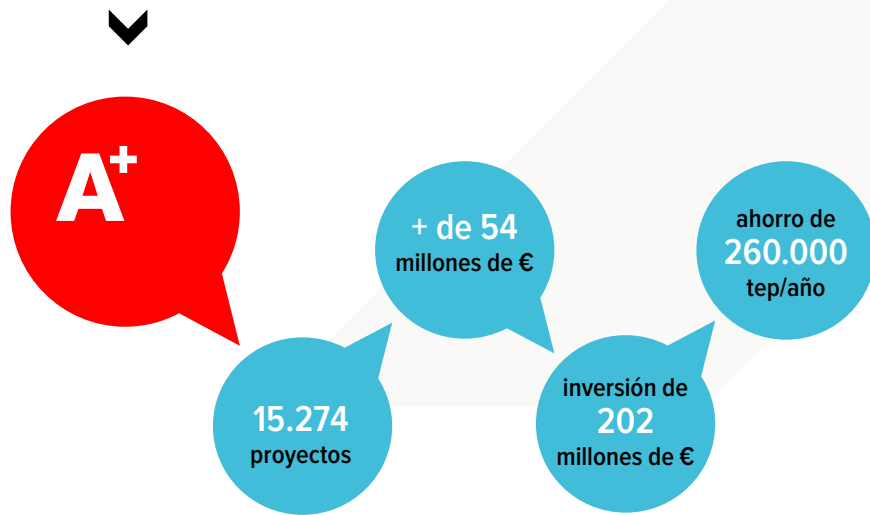 A+
15.274
proyectos
+ de 54
millones de €
inversión de
202
millones de €
ahorro de
260.000
tep/año